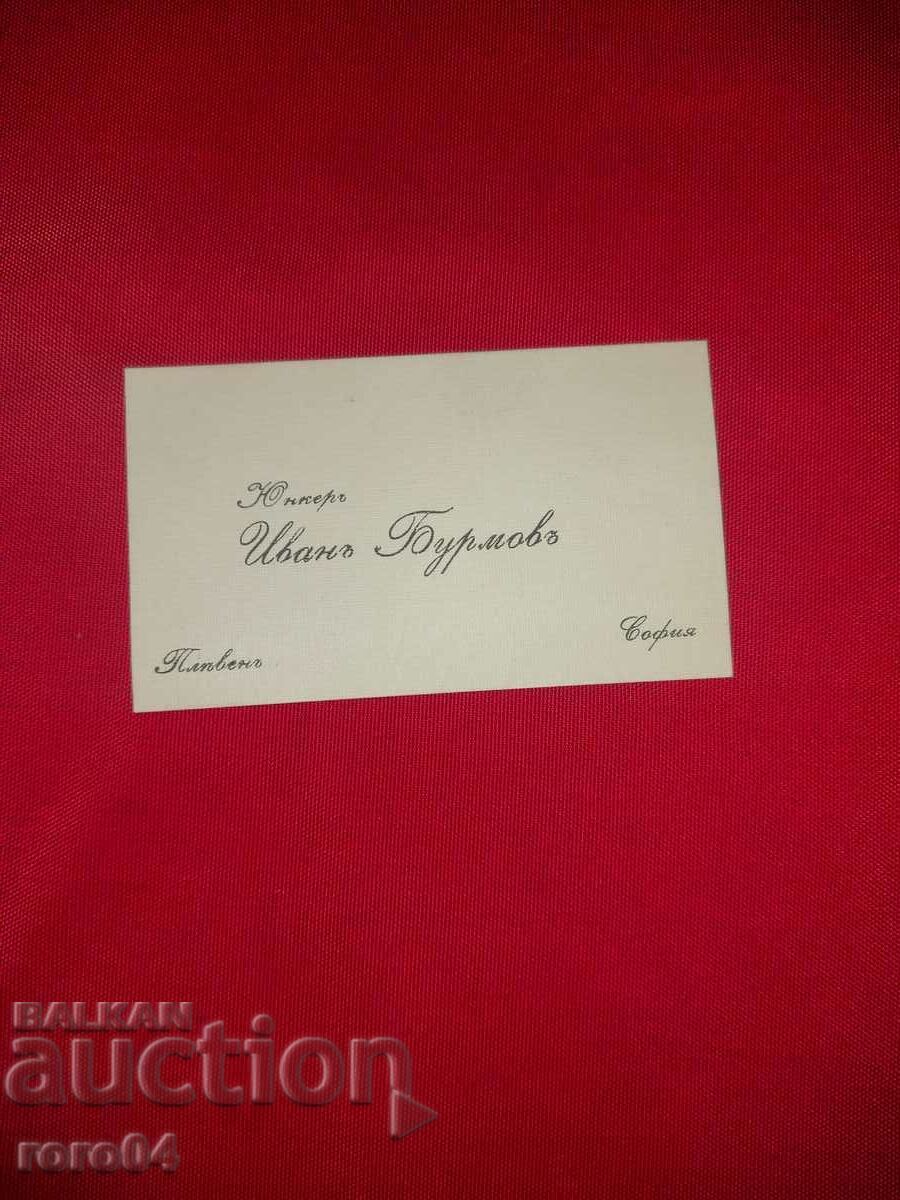 Юнкеръ
Иванъ Бурмовъ
Плѣвенъ
София
BALKAN
auction
roro04